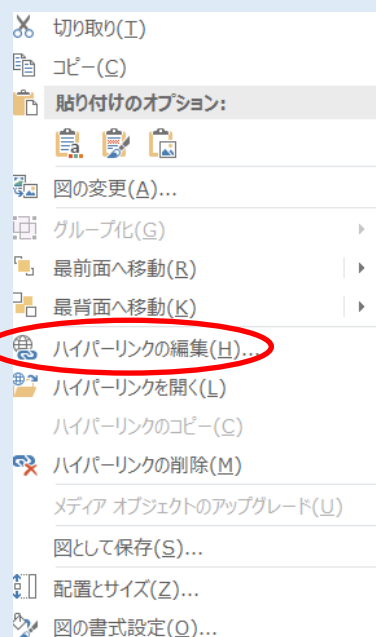 切り取り(T)
コピー(C)
貼り付けのオプション:
図の変更(A)...
グループ化(G)
最前面へ移動(R)
最背面へ移動(K)
ハイパーリンクの編集(H)...
ハイパーリンクを開く(L)
ハイパーリンクのコピー(C)
ハイパーリンクの削除(M)
メディア オブジェクトのアップグレード(U)
図として保存(S)...
配置とサイズ(Z)...
図の書式設定(O)...